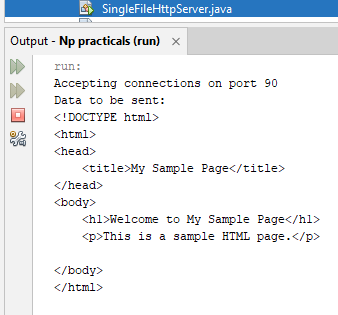 SingleFileHttpServer.java
Output - Np practicals (run) ×
run:
Accepting connections on port 90
Data to be sent:
<!DOCTYPE html>
<html>
<head>
    <title>My Sample Page</title>
</head>
<body>
    <h1>Welcome to My Sample Page</h1>
    <p>This is a sample HTML page.</p>

</body>
</html>